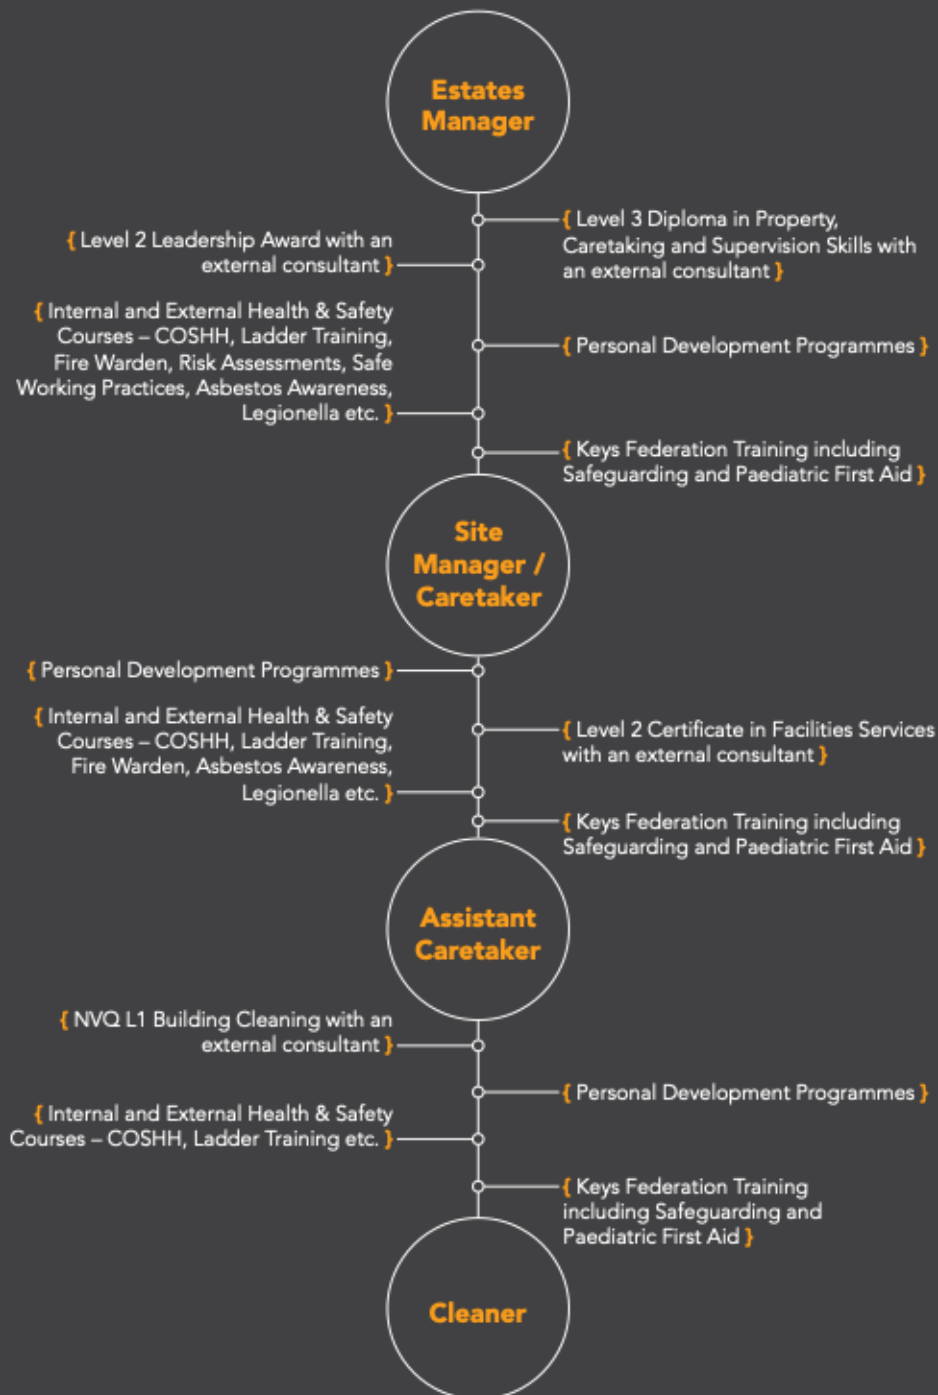 Estates
Manager
{ Level 3 Diploma in Property,
Caretaking and Supervision Skills with
an external consultant }
{ Level 2 Leadership Award with an
external consultant }
{ Internal and External Health & Safety
Courses – COSHH, Ladder Training,
Fire Warden, Risk Assessments, Safe
Working Practices, Asbestos Awareness,
Legionella etc. }
{ Personal Development Programmes }
{ Keys Federation Training including
Safeguarding and Paediatric First Aid }
Site
Manager /
Caretaker
{ Personal Development Programmes }
{ Internal and External Health & Safety
Courses – COSHH, Ladder Training,
Fire Warden, Asbestos Awareness,
Legionella etc. }
{ Level 2 Certificate in Facilities Services
with an external consultant }
{ Keys Federation Training including
Safeguarding and Paediatric First Aid }
Assistant
Caretaker
{ NVQ L1 Building Cleaning with an
external consultant }
{ Personal Development Programmes }
{ Internal and External Health & Safety
Courses – COSHH, Ladder Training etc. }
{ Keys Federation Training
including Safeguarding and
Paediatric First Aid }
Cleaner